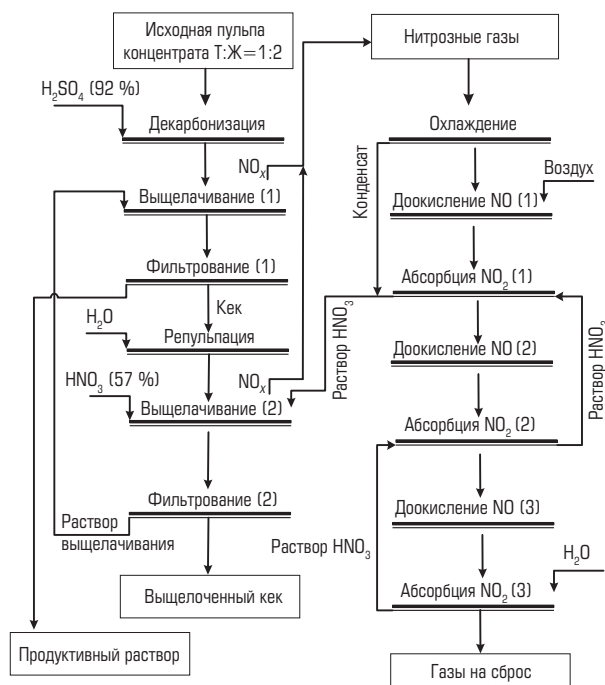 Исходная пульпа
концентрата Т:Ж=1:2
H₂SO₄ (92 %)
Декарбонизация
NOₓ
Выщелачивание (1)
Фильтрование (1)
Кек
H₂O
Репульпация
HNO₃ (57 %)
NOₓ
Выщелачивание (2)
Фильтрование (2)
Раствор
выщелачивания
Выщелоченный кек
Продуктивный раствор
Нитрозные газы
Охлаждение
Конденсат
Воздух
Доокисление NO (1)
Абсорбция NO₂ (1)
Раствор HNO₃
Доокисление NO (2)
Раствор HNO₃
Абсорбция NO₂ (2)
Доокисление NO (3)
Раствор HNO₃
H₂O
Абсорбция NO₂ (3)
Газы на сброс